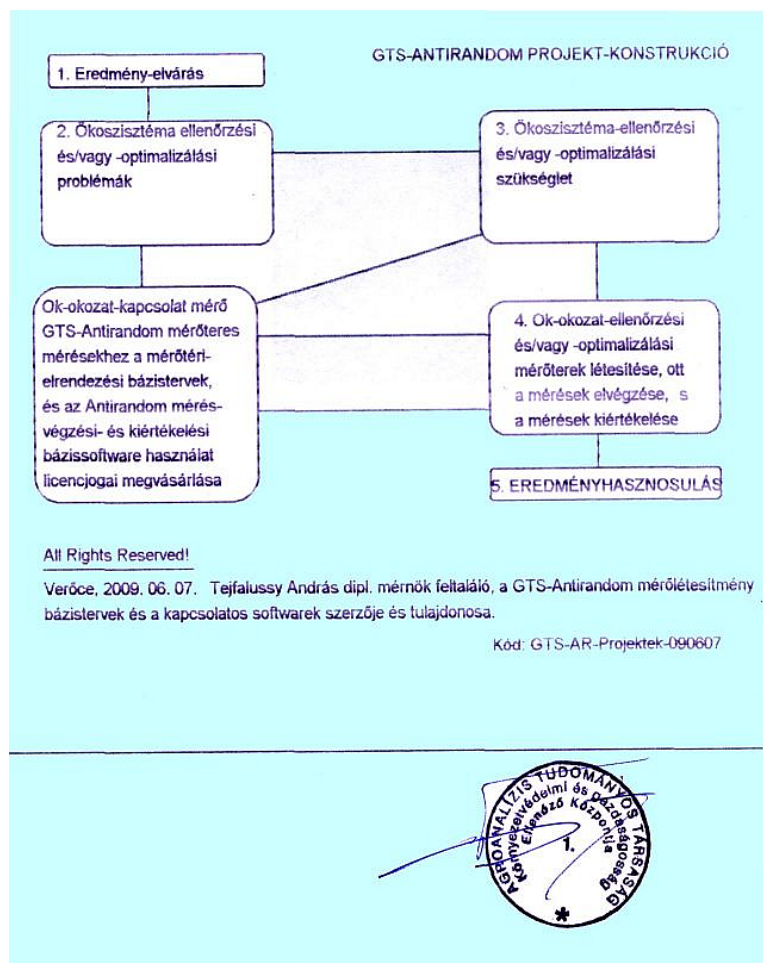 GTS-ANTIRANDOM PROJEKT-KONSTRUKCIÓ
1. Eredmény-elvárás
2. Ökoszisztéma ellenőrzési
és/vagy -optimalizálási
problémák
3. Ökoszisztéma-ellenőrzési
és/vagy -optimalizálási
szükséglet
Ok-okozat-kapcsolat mérő
GTS-Antirandom mérőteres
mérésekhez a mérőtéri-
elrendezési bázistervek,
és az Antirandom mérés-
végzési- és kiértékelési
bázissoftware használat
licencjogai megvásárlása
4. Ok-okozat-ellenőrzési
és/vagy -optimalizálási
mérőterek létesítése, ott
a mérések elvégzése, s
a mérések kiértékelése
5. EREDMÉNYHASZNOSULÁS
All Rights Reserved!
Verőce, 2009. 06. 07. Tejfalussy András dipl. mérnök feltaláló, a GTS-Antirandom mérőlétesítmény
bázistervek és a kapcsolatos softwarek szerzője és tulajdonosa.
Kód: GTS-AR-Projektek-090607
AGROANALÍZIS TUDOMÁNYOS TÁRSASÁG
Környezetvédelmi és gazdaságosság
Ellenőző Központja
1.